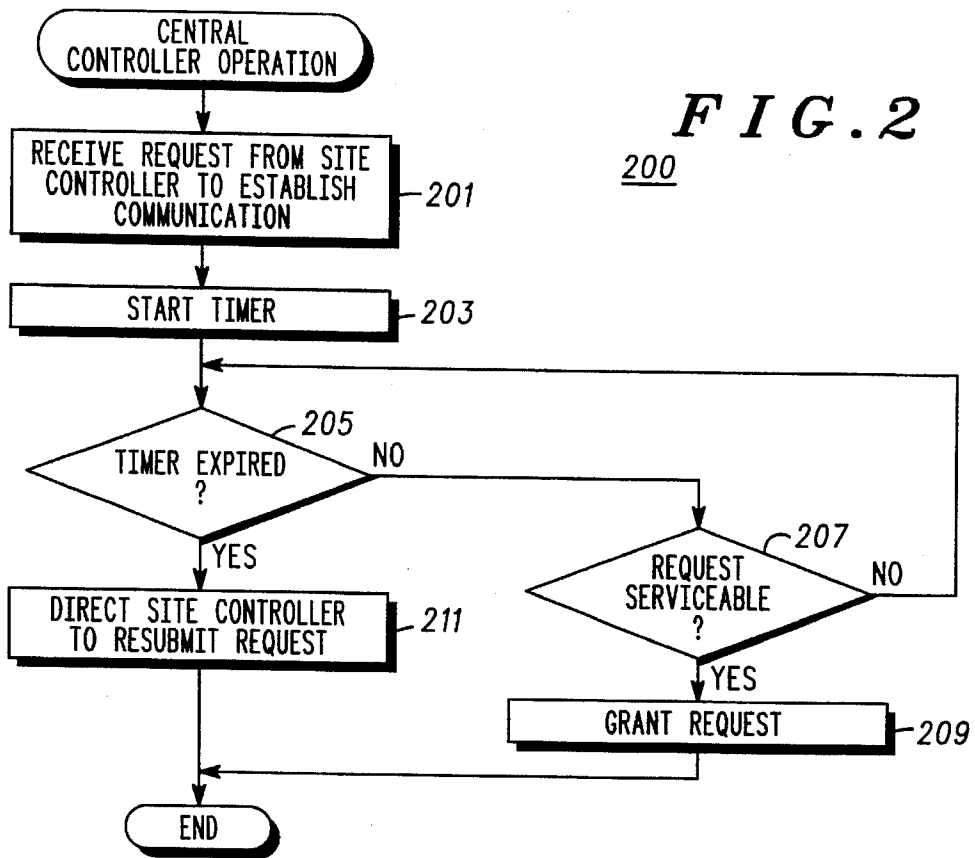 CENTRAL
CONTROLLER OPERATION
FIG.2
200
RECEIVE REQUEST FROM SITE
CONTROLLER TO ESTABLISH
COMMUNICATION
201
START TIMER
203
205
TIMER EXPIRED
?
NO
YES
207
REQUEST
SERVICEABLE
?
NO
YES
DIRECT SITE CONTROLLER
TO RESUBMIT REQUEST
211
GRANT REQUEST
209
END